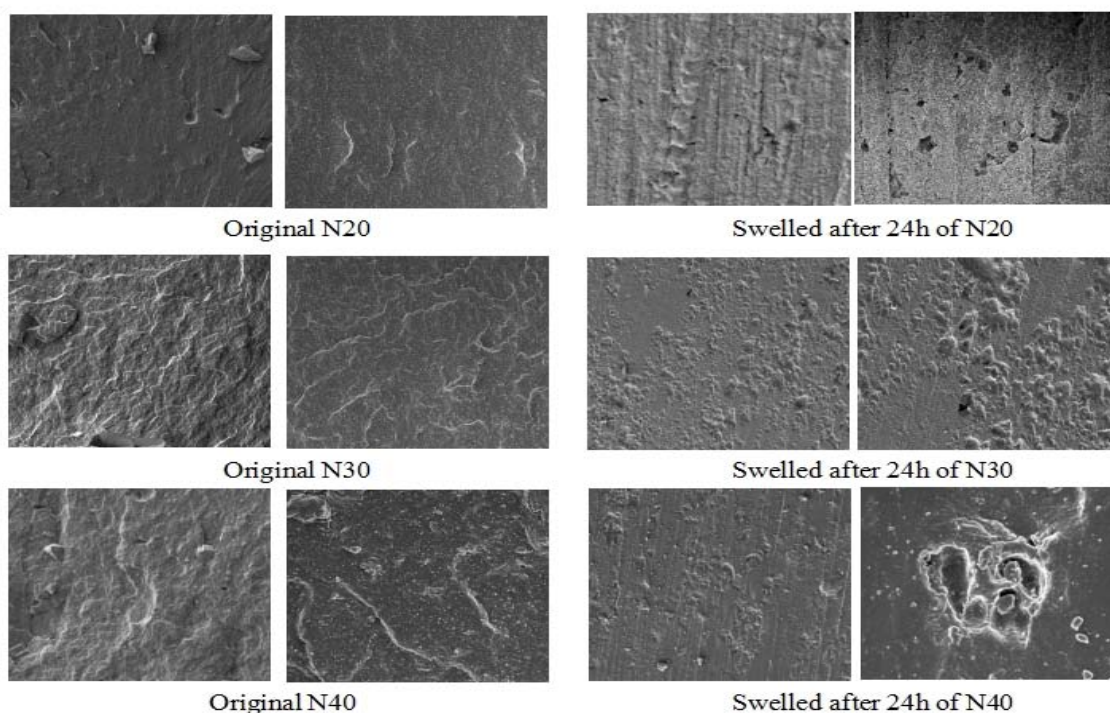 Original N20
Swelled after 24h of N20
Original N30
Swelled after 24h of N30
Original N40
Swelled after 24h of N40